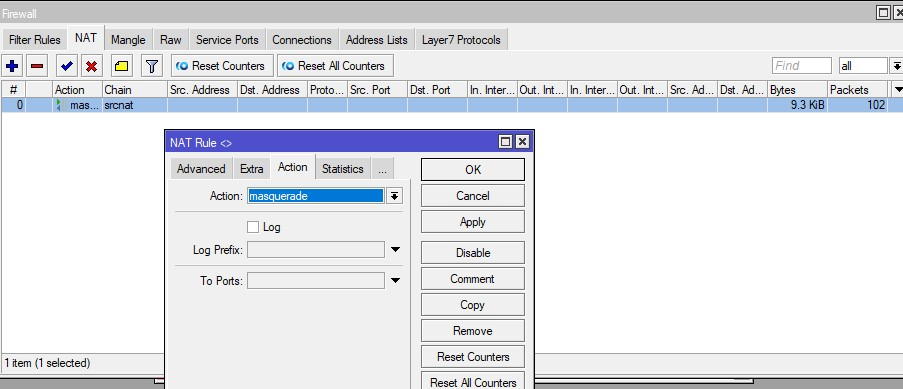 Firewall
Filter Rules NAT Mangle Raw Service Ports Connections Address Lists Layer7 Protocols
Reset Counters Reset All Counters Find all
# Action Chain Src. Address Dst. Address Proto... Src. Port Dst. Port In. Inter... Out. Int... In. Inter... Out. Int... Src. Ad... Dst. Ad... Bytes Packets
0 mas... srcnat 9.3 KiB 102
NAT Rule <>
Advanced Extra Action Statistics ...
OK
Action: masquerade
Cancel
Apply
Log
Log Prefix:
Disable
To Ports:
Comment
Copy
Remove
1 item (1 selected)
Reset Counters
Reset All Counters